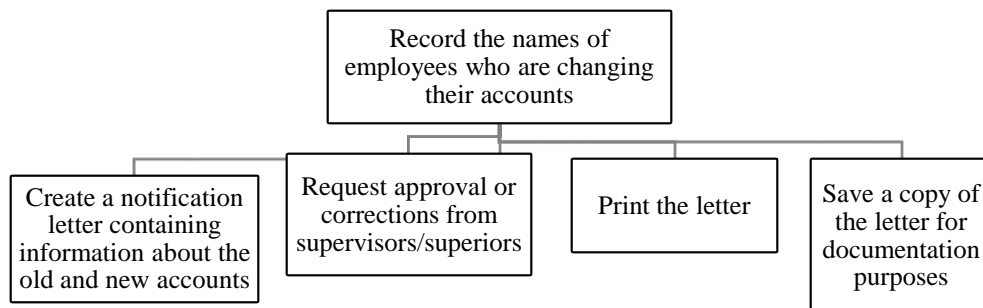 Record the names of
employees who are changing
their accounts
Create a notification
letter containing
information about the
old and new accounts
Request approval or
corrections from
supervisors/superiors
Print the letter
Save a copy of
the letter for
documentation
purposes